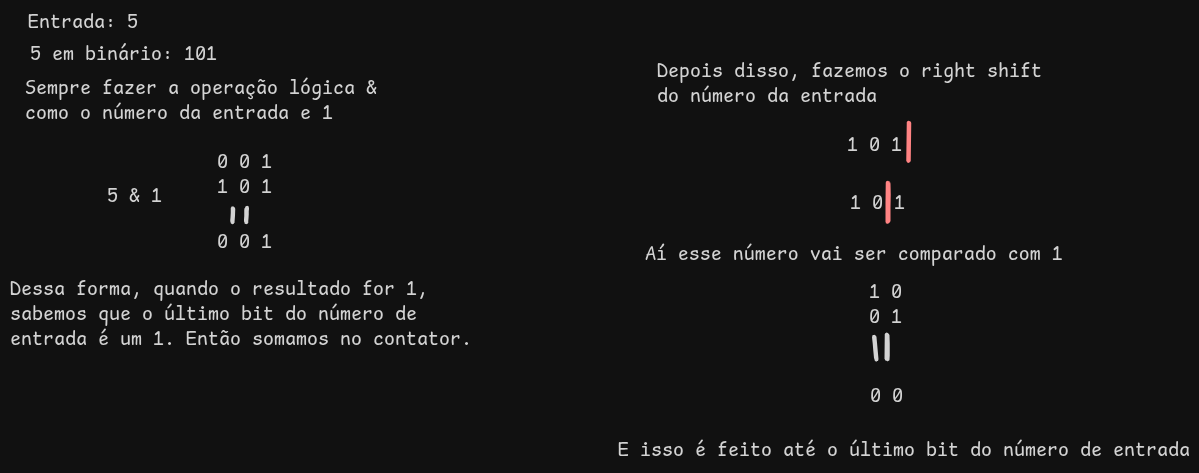 Entrada: 5
5 em binário: 101
Sempre fazer a operação lógica &
como o número da entrada e 1
5 & 1
0 0 1
1 0 1
0 0 1
Dessa forma, quando o resultado for 1,
sabemos que o último bit do número de
entrada é um 1. Então somamos no contator.
Depois disso, fazemos o right shift
do número da entrada
1 0 1
1 0 1
Aí esse número vai ser comparado com 1
1 0
0 1
0 0
E isso é feito até o último bit do número de entrada